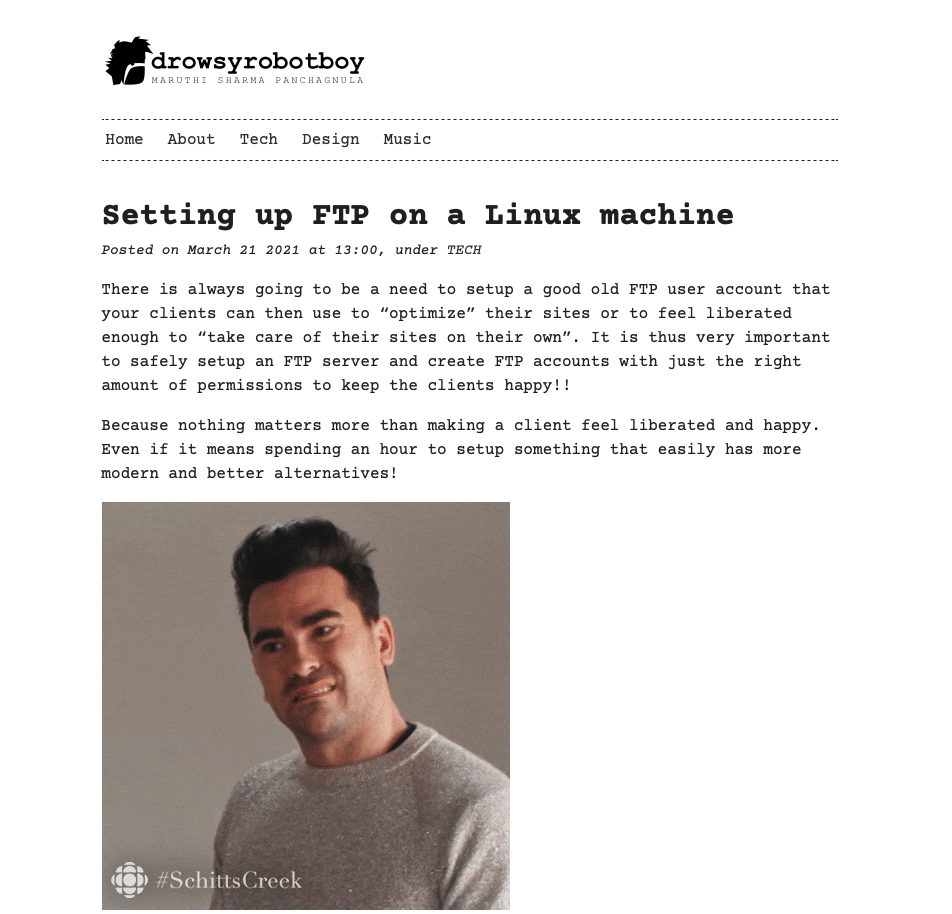 drowsyrobotboy
MARUTHI SHARMA PANCHAGNULA
Home About Tech Design Music
Setting up FTP on a Linux machine
Posted on March 21 2021 at 13:00, under TECH
There is always going to be a need to setup a good old FTP user account that
your clients can then use to “optimize” their sites or to feel liberated
enough to “take care of their sites on their own”. It is thus very important
to safely setup an FTP server and create FTP accounts with just the right
amount of permissions to keep the clients happy!!
Because nothing matters more than making a client feel liberated and happy.
Even if it means spending an hour to setup something that easily has more
modern and better alternatives!
#SchittsCreek